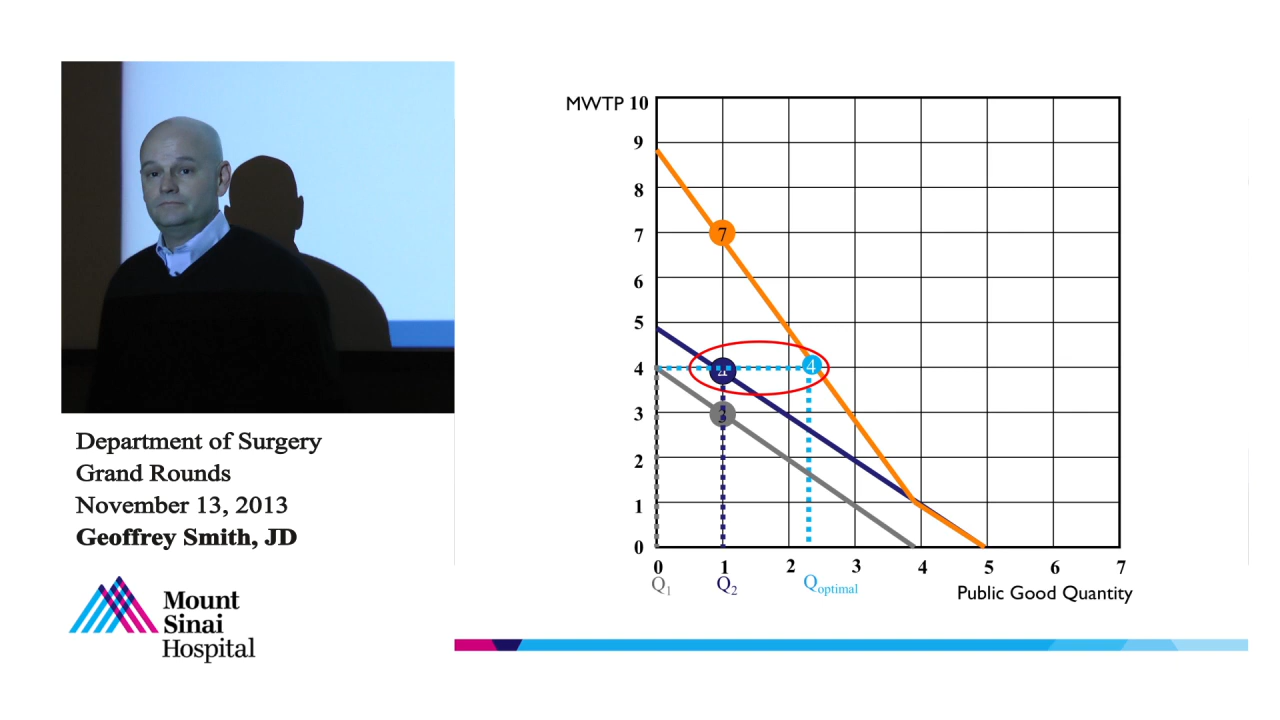 Department of Surgery
Grand Rounds
November 13, 2013
Geoffrey Smith, JD
Mount
Sinai
Hospital
MWTP 10
9
8
7
7
6
5
4
4
4
3
3
2
1
0
0 1 2 3 4 5 6 7
Q1 Q2 Qoptimal
Public Good Quantity